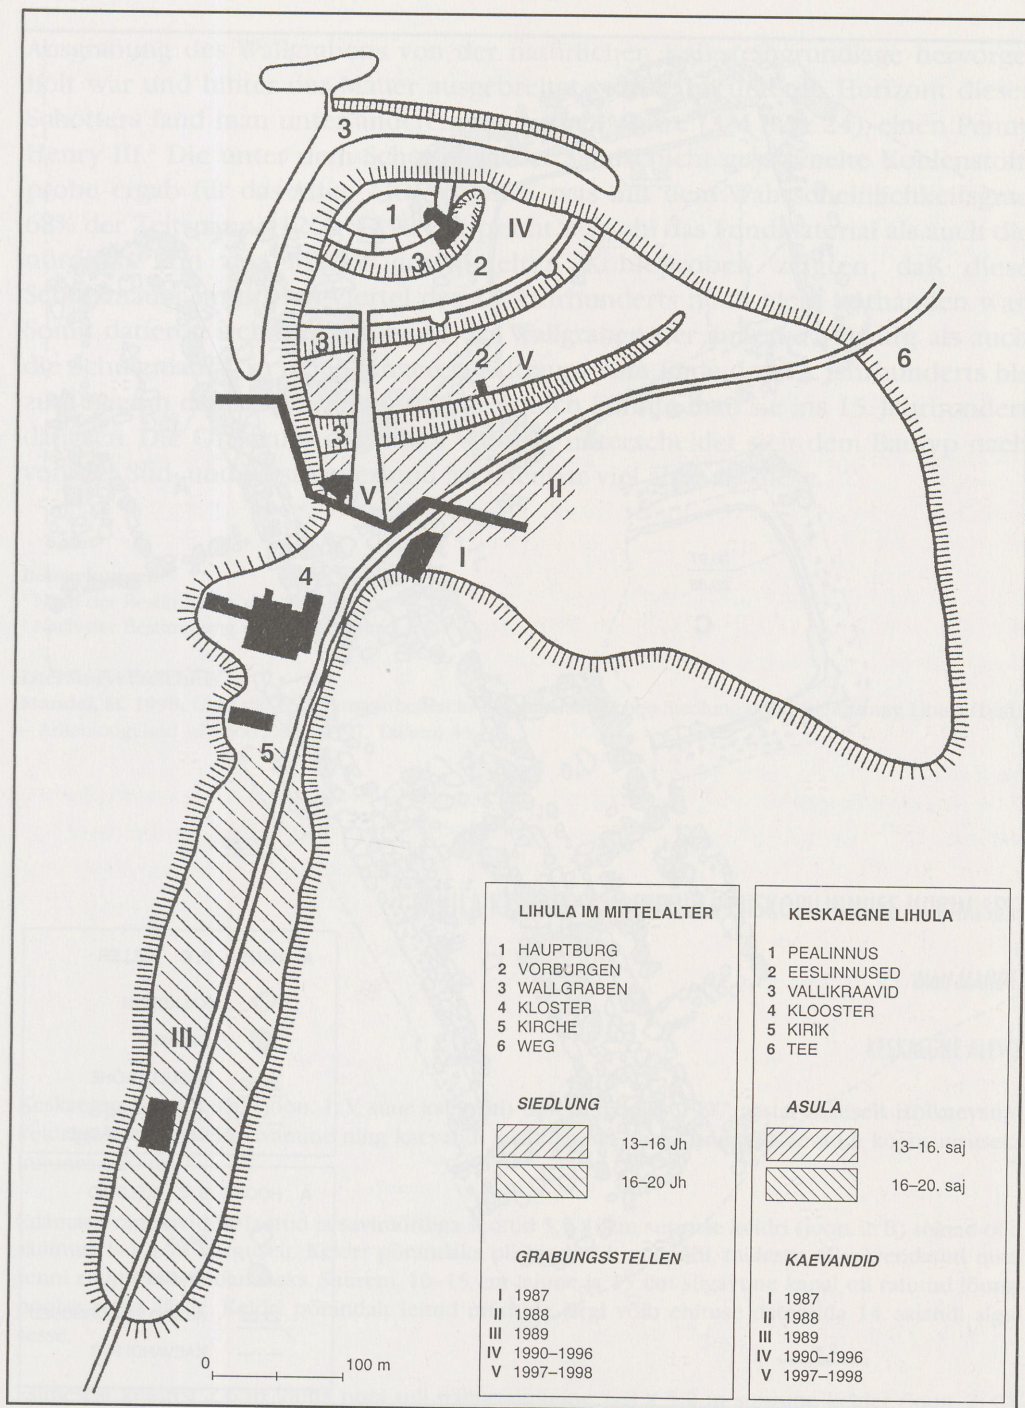 3
1
IV
3
2
3
2
V
6
3
V
II
I
4
5
III
0
100 m
LIHULA IM MITTELALTER
1 HAUPTBURG
2 VORBURGEN
3 WALLGRABEN
4 KLOSTER
5 KIRCHE
6 WEG
SIEDLUNG
13–16 Jh
16–20 Jh
GRABUNGSSTELLEN
I 1987
II 1988
III 1989
IV 1990–1996
V 1997–1998
KESKAEGNE LIHULA
1 PEALINNUS
2 EESLINNUSED
3 VALLIKRAAVID
4 KLOOSTER
5 KIRIK
6 TEE
ASULA
13–16. saj
16–20. saj
KAEVANDID
I 1987
II 1988
III 1989
IV 1990–1996
V 1997–1998